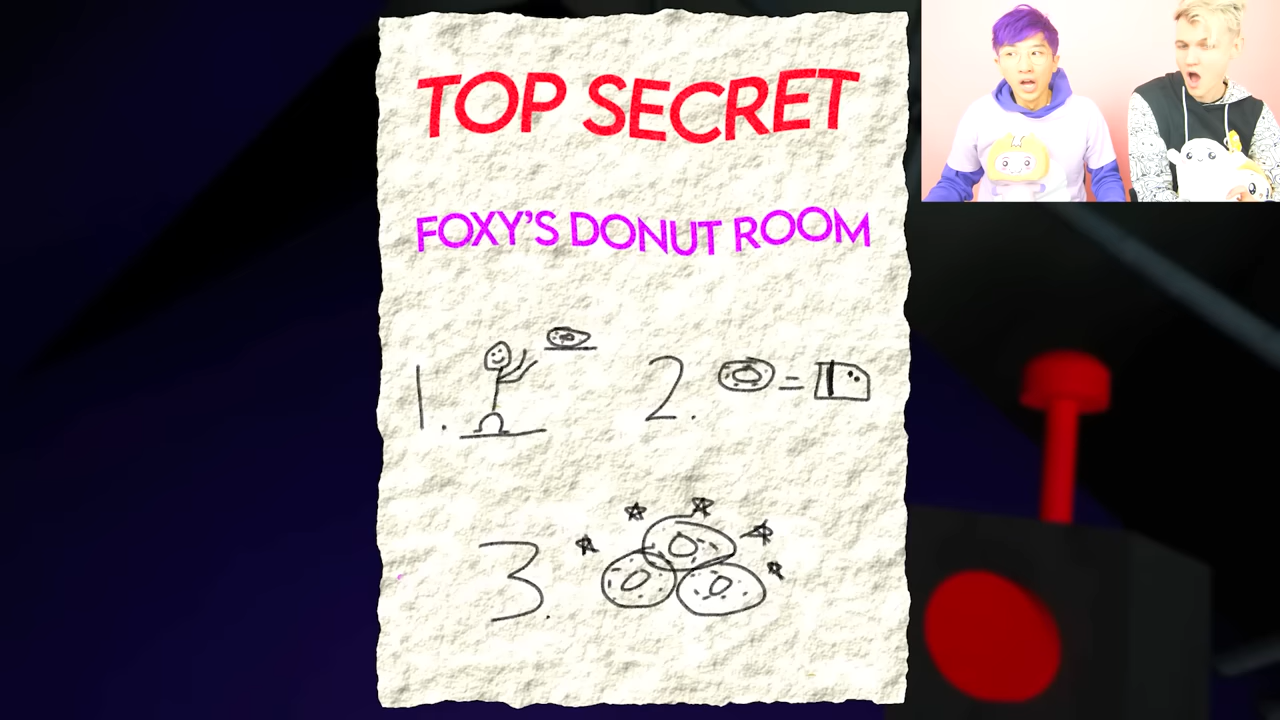 TOP SECRET
FOXY'S DONUT ROOM
1. 2. =
3.